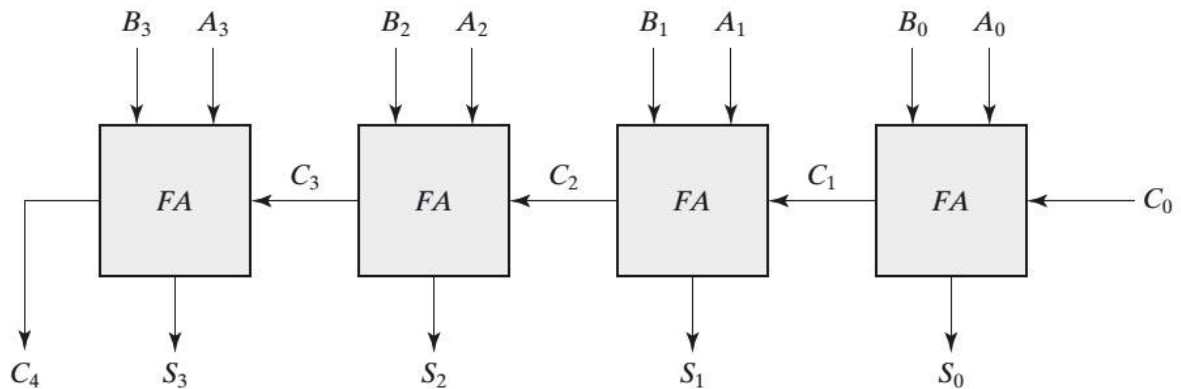 B₃ A₃ B₂ A₂ B₁ A₁ B₀ A₀
C₃ C₂ C₁
FA FA FA FA C₀
C₄ S₃ S₂ S₁ S₀